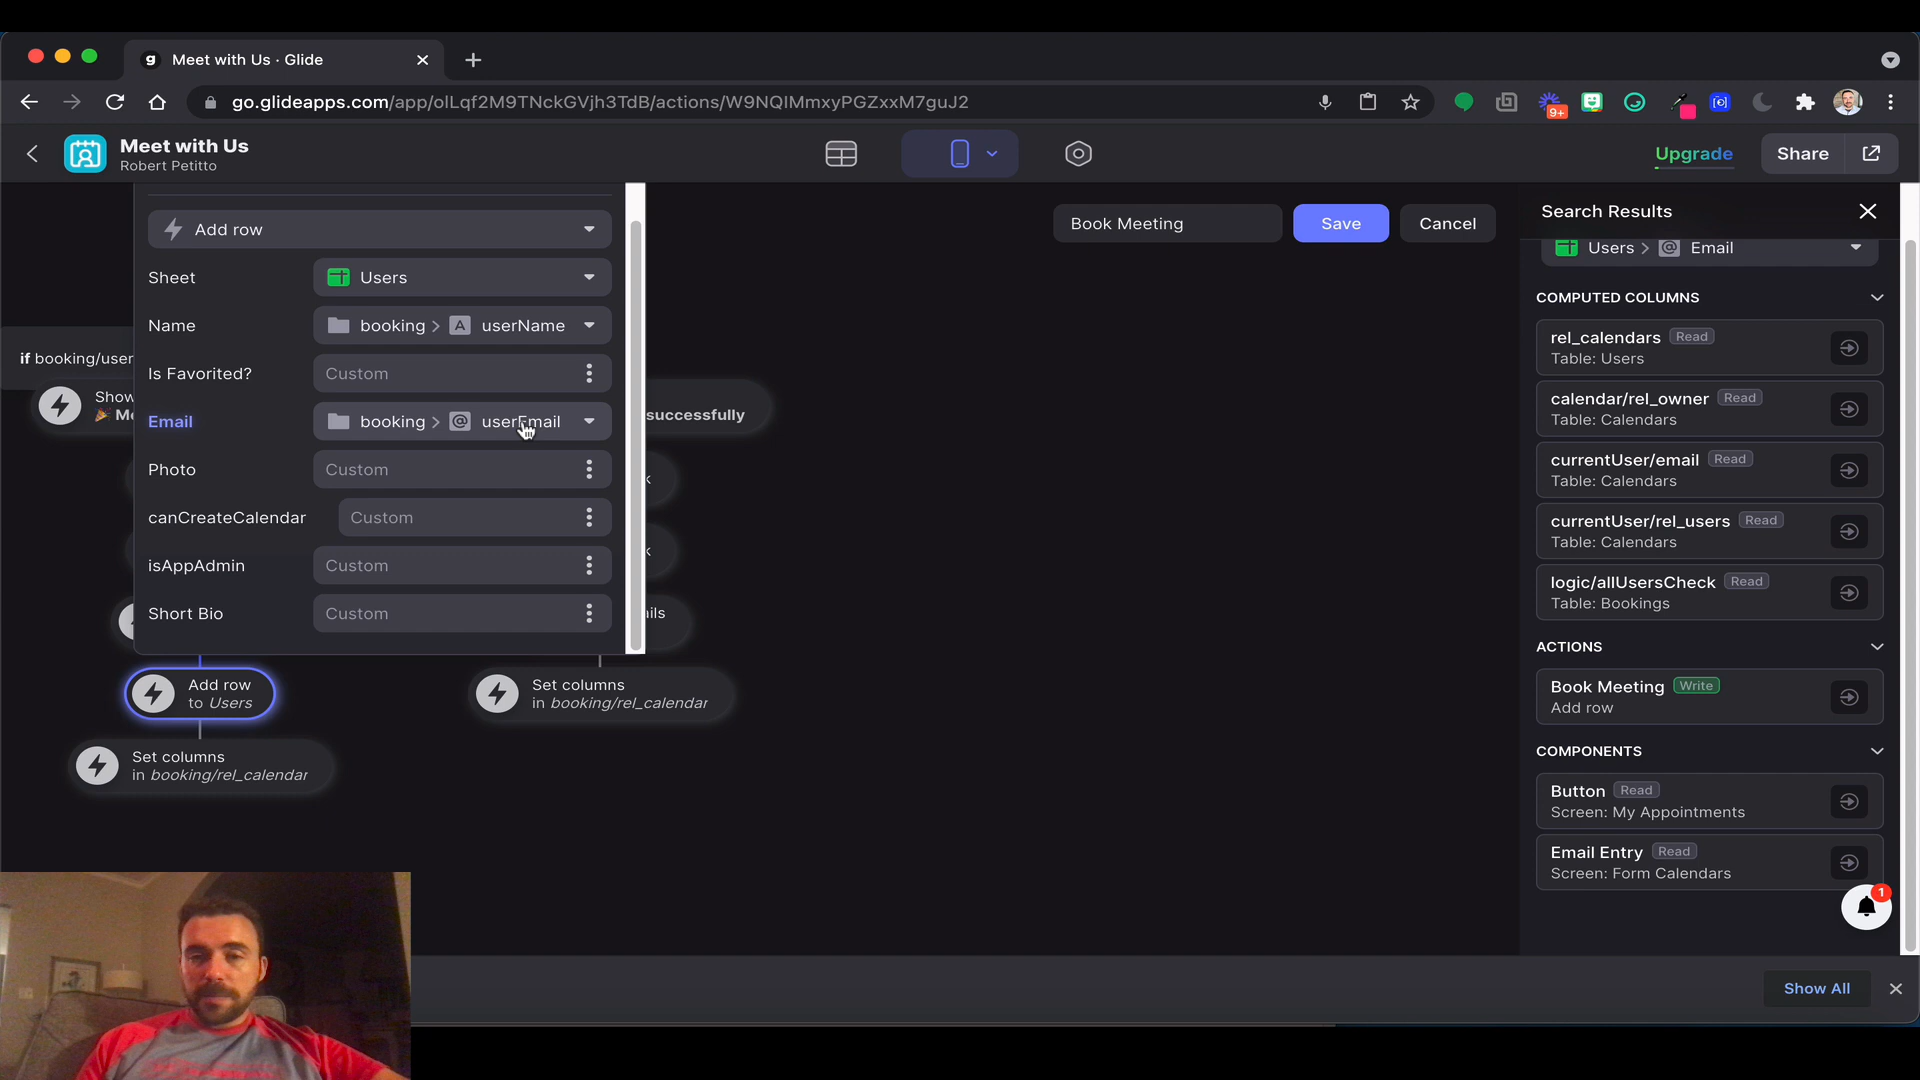 Meet with Us · Glide
go.glideapps.com/app/olLqf2M9TNckGVjh3TdB/actions/W9NQIMmxyPGZxxM7guJ2
9+
Meet with Us
Robert Petitto
Upgrade
Share
Add row
Sheet
Users
Name
booking > A userName
Is Favorited?
Custom
Email
booking > @ userEmail
Photo
Custom
canCreateCalendar
Custom
isAppAdmin
Custom
Short Bio
Custom
if booking/user
Show
successfully
Add row
to Users
Set columns
in booking/rel_calendar
Set columns
in booking/rel_calendar
Book Meeting
Save
Cancel
Search Results
Users > @ Email
COMPUTED COLUMNS
rel_calendars Read
Table: Users
calendar/rel_owner Read
Table: Calendars
currentUser/email Read
Table: Calendars
currentUser/rel_users Read
Table: Calendars
logic/allUsersCheck Read
Table: Bookings
ACTIONS
Book Meeting Write
Add row
COMPONENTS
Button Read
Screen: My Appointments
Email Entry Read
Screen: Form Calendars
1
Show All